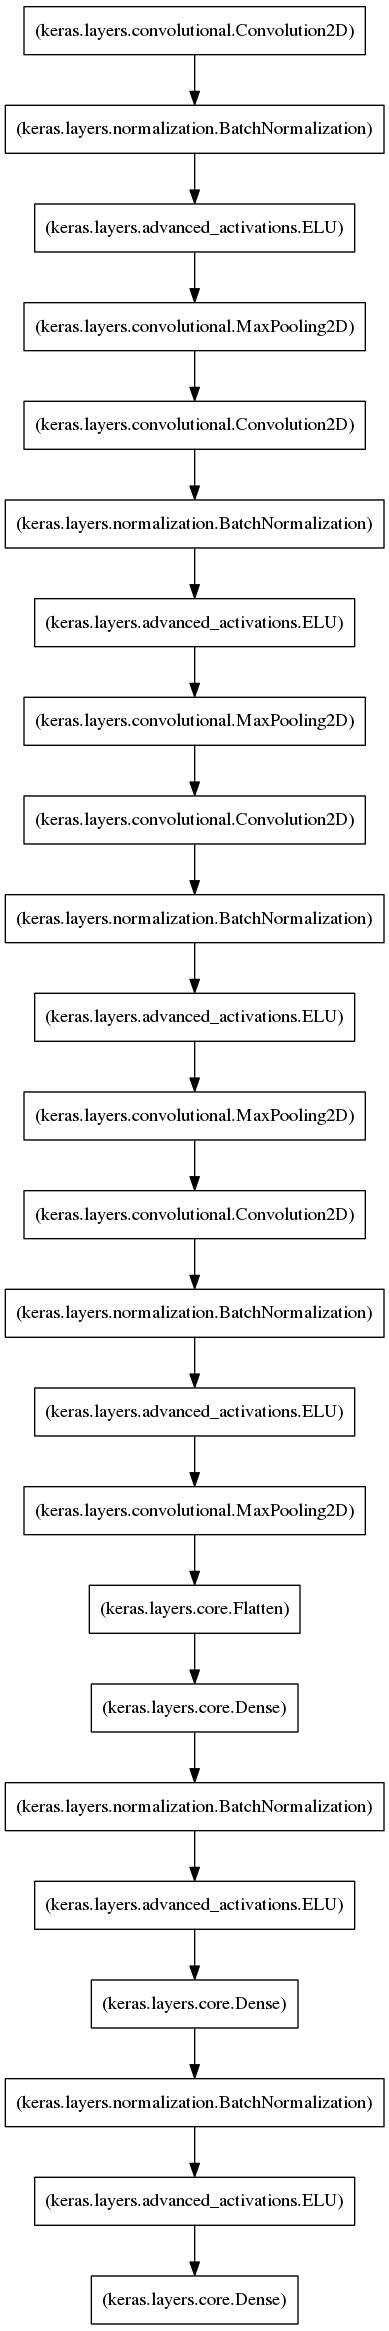 (keras.layers.convolutional.Convolution2D)
(keras.layers.normalization.BatchNormalization)
(keras.layers.advanced_activations.ELU)
(keras.layers.convolutional.MaxPooling2D)
(keras.layers.convolutional.Convolution2D)
(keras.layers.normalization.BatchNormalization)
(keras.layers.advanced_activations.ELU)
(keras.layers.convolutional.MaxPooling2D)
(keras.layers.convolutional.Convolution2D)
(keras.layers.normalization.BatchNormalization)
(keras.layers.advanced_activations.ELU)
(keras.layers.convolutional.MaxPooling2D)
(keras.layers.convolutional.Convolution2D)
(keras.layers.normalization.BatchNormalization)
(keras.layers.advanced_activations.ELU)
(keras.layers.convolutional.MaxPooling2D)
(keras.layers.core.Flatten)
(keras.layers.core.Dense)
(keras.layers.normalization.BatchNormalization)
(keras.layers.advanced_activations.ELU)
(keras.layers.core.Dense)
(keras.layers.normalization.BatchNormalization)
(keras.layers.advanced_activations.ELU)
(keras.layers.core.Dense)